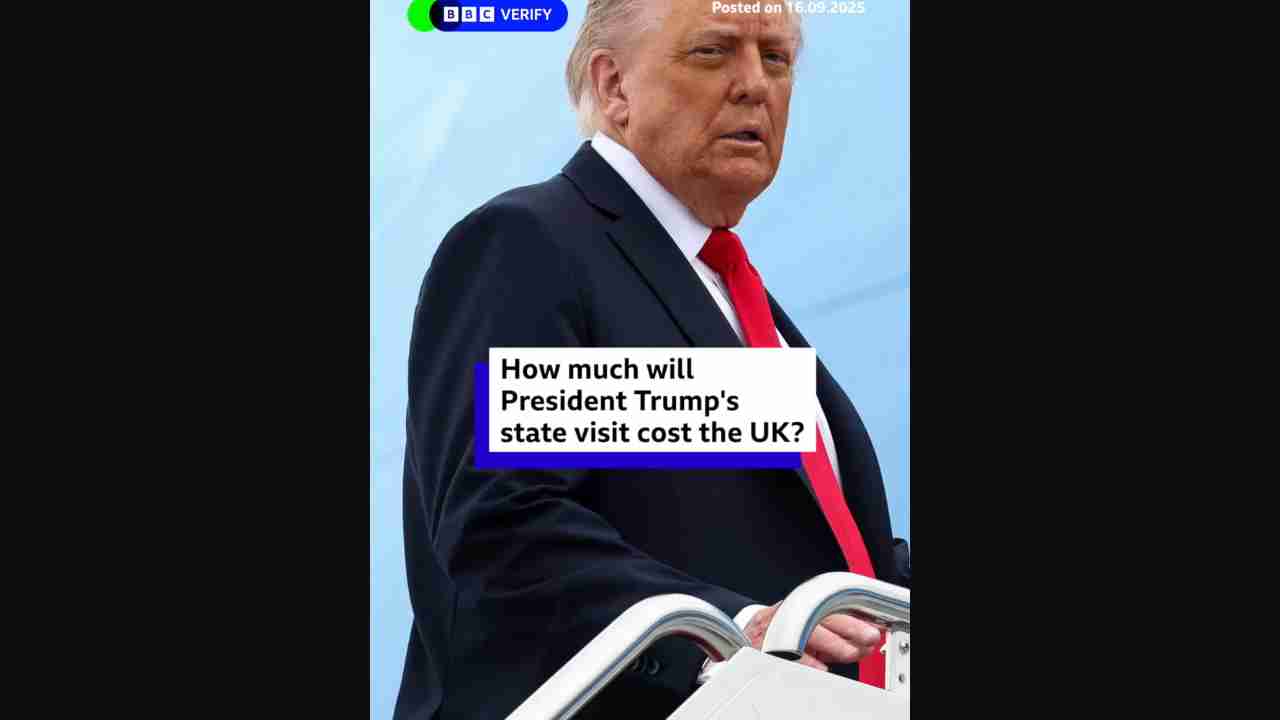 BBC VERIFY
Posted on 16.09.2025
How much will
President Trump's
state visit cost the UK?